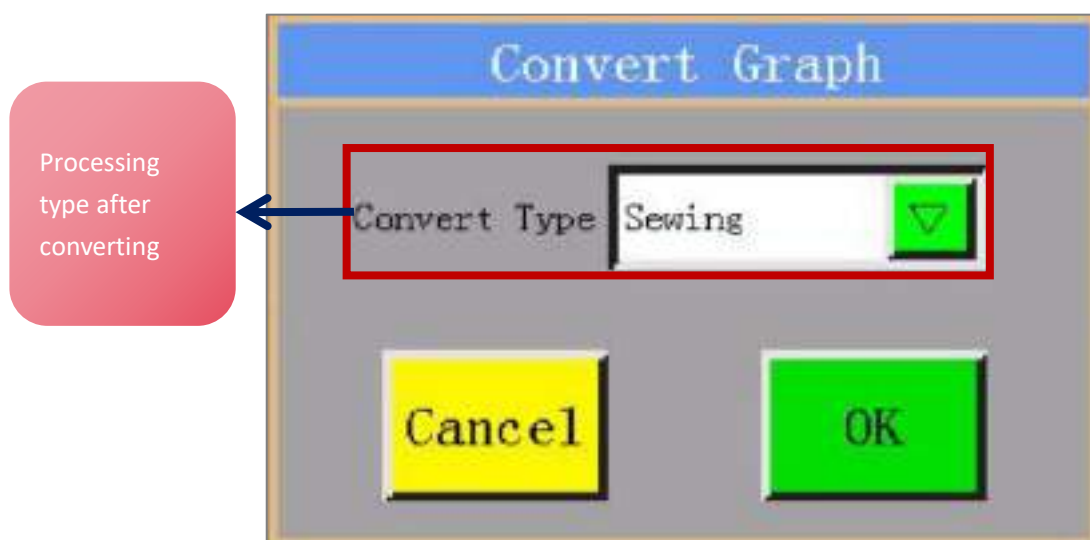 Convert Graph
Processing
type after
converting
Convert Type Sewing
Cancel OK